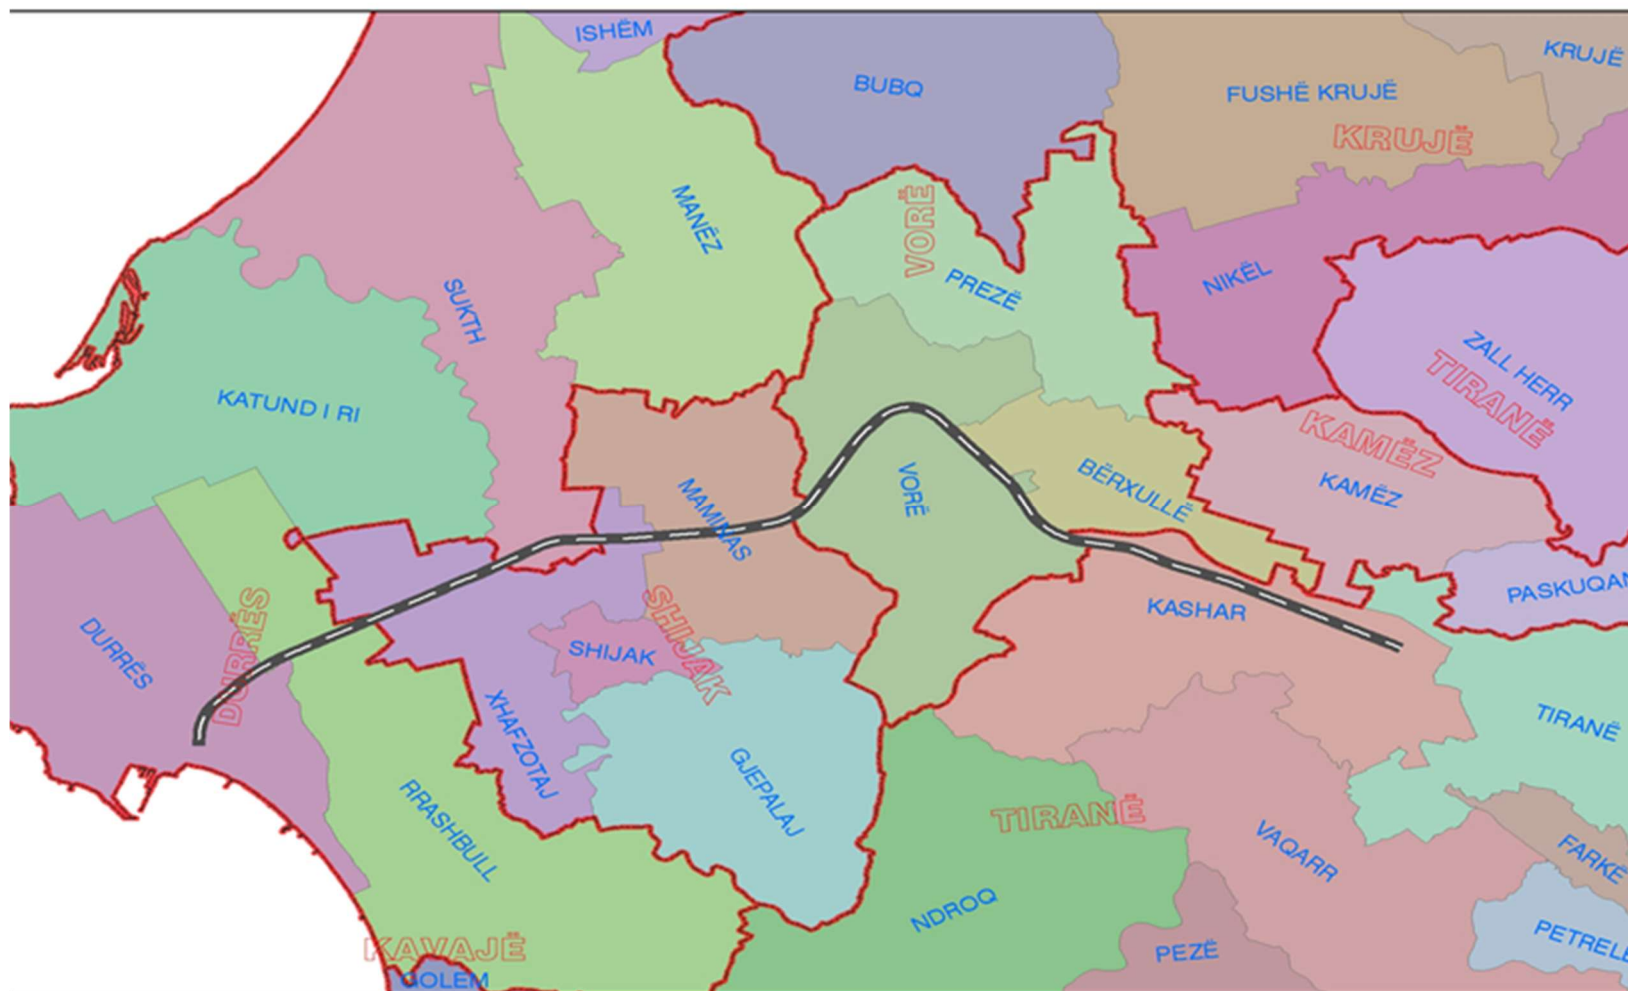 ISHËM
BUBQ
KRUJË
FUSHË KRUJË
KRUJË
MANËZ
VORË
PREZË
NIKËL
SUKTH
ZALL HERR
TIRANË
KATUND I RI
KAMËZ
KAMËZ
BËRXULLË
VORË
MAMINAS
PASKUQAN
KASHAR
DURRËS
DURRËS
SHIJAK
SHIJAK
TIRANË
XHAFZOTAJ
GJEPALAJ
RRASHBULL
TIRANË
VAQARR
FARKË
NDROQ
PETRELË
PEZË
KAVAJË
GOLEM